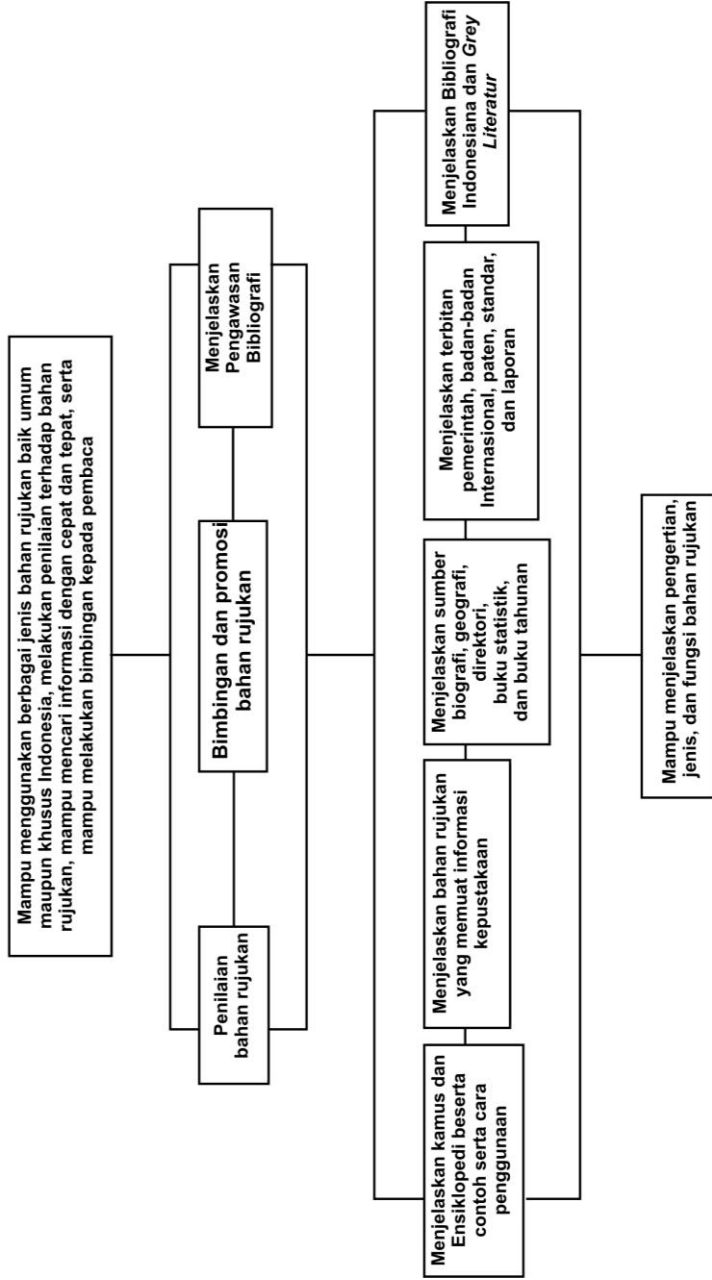 Mampu menggunakan berbagai jenis bahan rujukan baik umum
maupun khusus Indonesia, melakukan penilaian terhadap bahan
rujukan, mampu mencari informasi dengan cepat dan tepat, serta
mampu melakukan bimbingan kepada pembaca
Penilaian
bahan rujukan
Bimbingan dan promosi
bahan rujukan
Menjelaskan
Pengawasan
Bibliografi
Menjelaskan kamus dan
Ensiklopedi beserta
contoh serta cara
penggunaan
Menjelaskan bahan rujukan
yang memuat informasi
kepustakaan
Menjelaskan sumber
biografi, geografi,
direktori,
buku statistik,
dan buku tahunan
Menjelaskan terbitan
pemerintah, badan-badan
Internasional, paten, standar,
dan laporan
Menjelaskan Bibliografi
Indonesiana dan Grey
Literatur
Mampu menjelaskan pengertian,
jenis, dan fungsi bahan rujukan